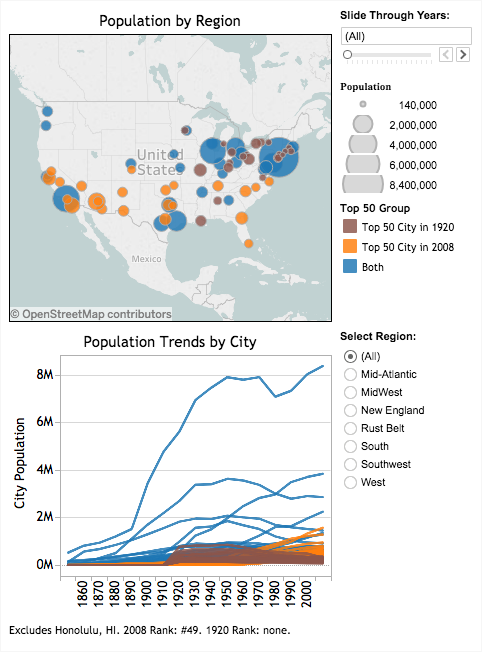 Population by Region
United
States
Mexico
© OpenStreetMap contributors
Slide Through Years:
(All)
Population
140,000
2,000,000
4,000,000
6,000,000
8,400,000
Top 50 Group
Top 50 City in 1920
Top 50 City in 2008
Both
Population Trends by City
8M
6M
4M
2M
0M
City Population
1860
1870
1880
1890
1900
1910
1920
1930
1940
1950
1960
1970
1980
1990
2000
Select Region:
(All)
Mid-Atlantic
MidWest
New England
Rust Belt
South
Southwest
West
Excludes Honolulu, HI. 2008 Rank: #49. 1920 Rank: none.